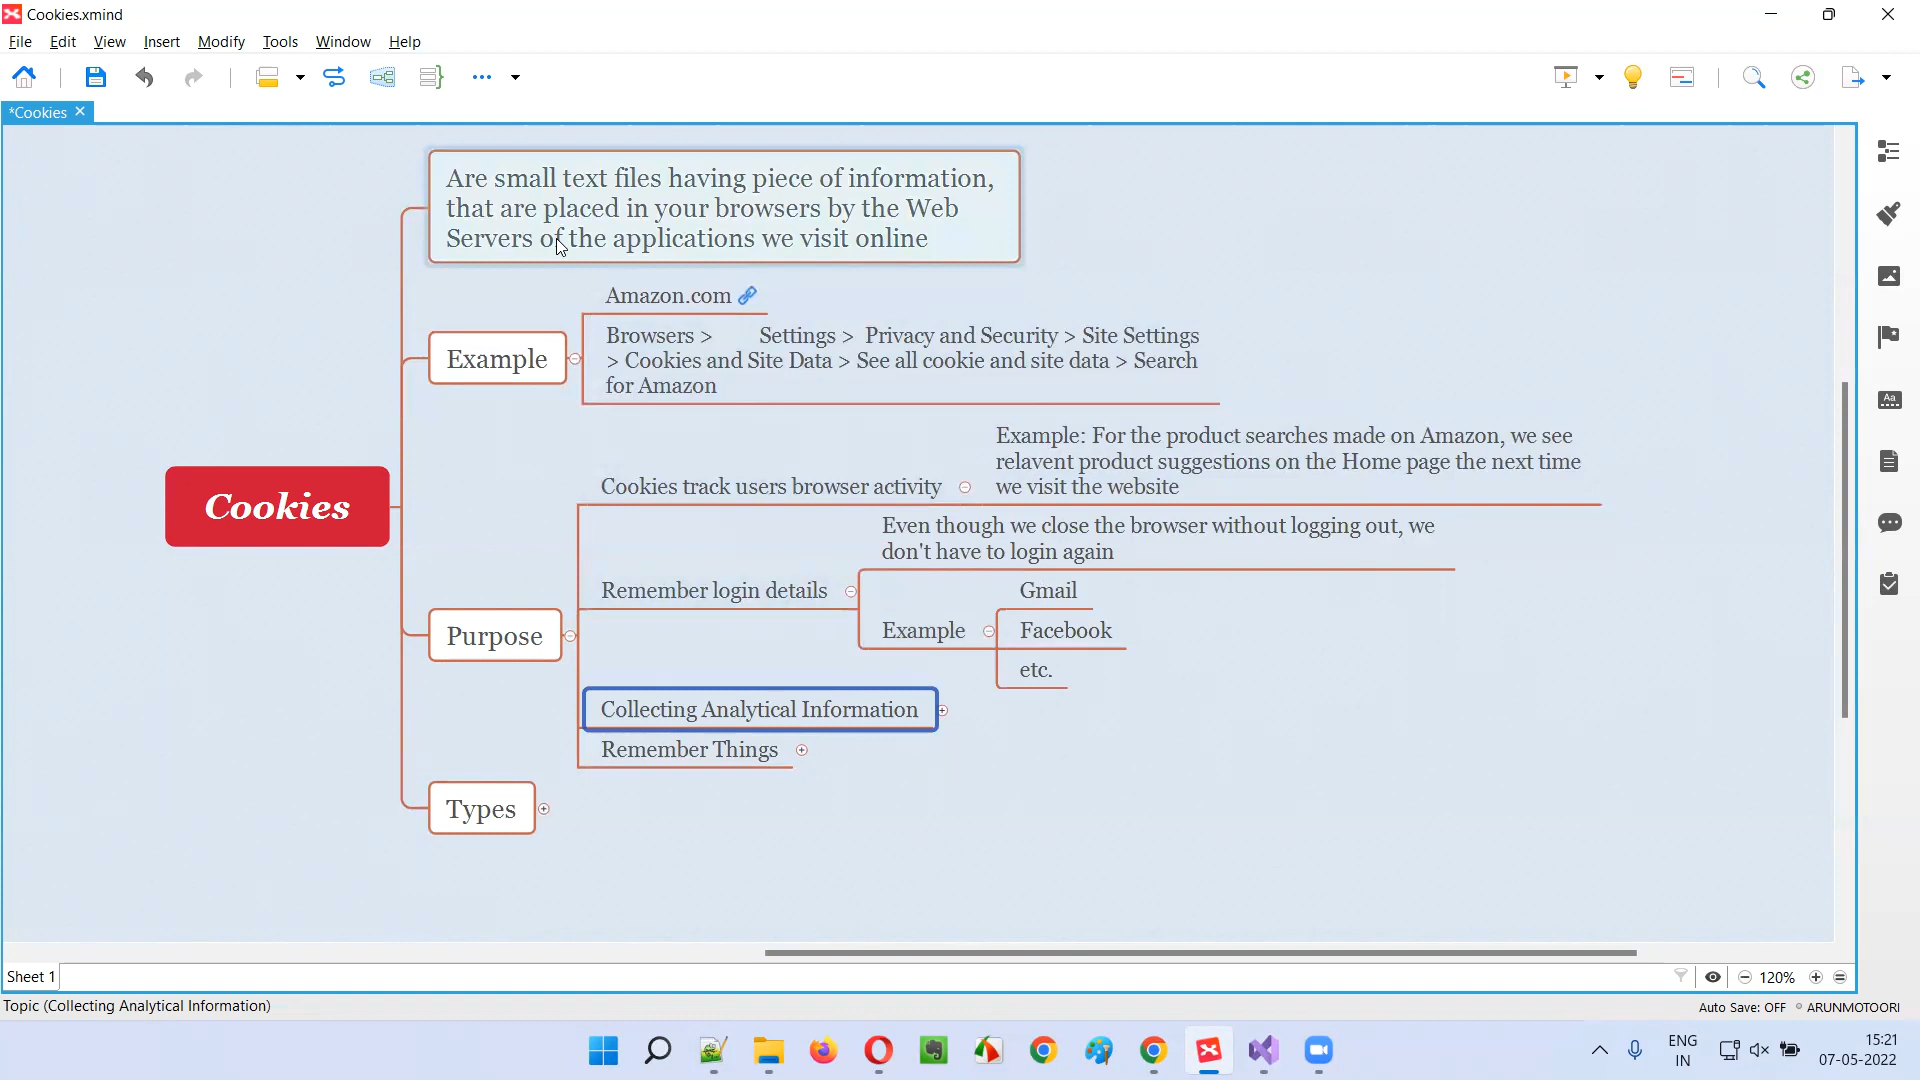 Cookies.xmind
File Edit View Insert Modify Tools Window Help
*Cookies
Are small text files having piece of information,
that are placed in your browsers by the Web
Servers of the applications we visit online
Amazon.com
Example
Browsers > Settings > Privacy and Security > Site Settings
> Cookies and Site Data > See all cookie and site data > Search
for Amazon
Cookies
Purpose
Cookies track users browser activity
Example: For the product searches made on Amazon, we see
relavent product suggestions on the Home page the next time
we visit the website
Remember login details
Even though we close the browser without logging out, we
don't have to login again
Example
Gmail
Facebook
etc.
Collecting Analytical Information
Remember Things
Types
Sheet 1
120%
Topic (Collecting Analytical Information)
Auto Save: OFF ARUNMOTOORI
ENG
IN
15:21
07-05-2022
Aa